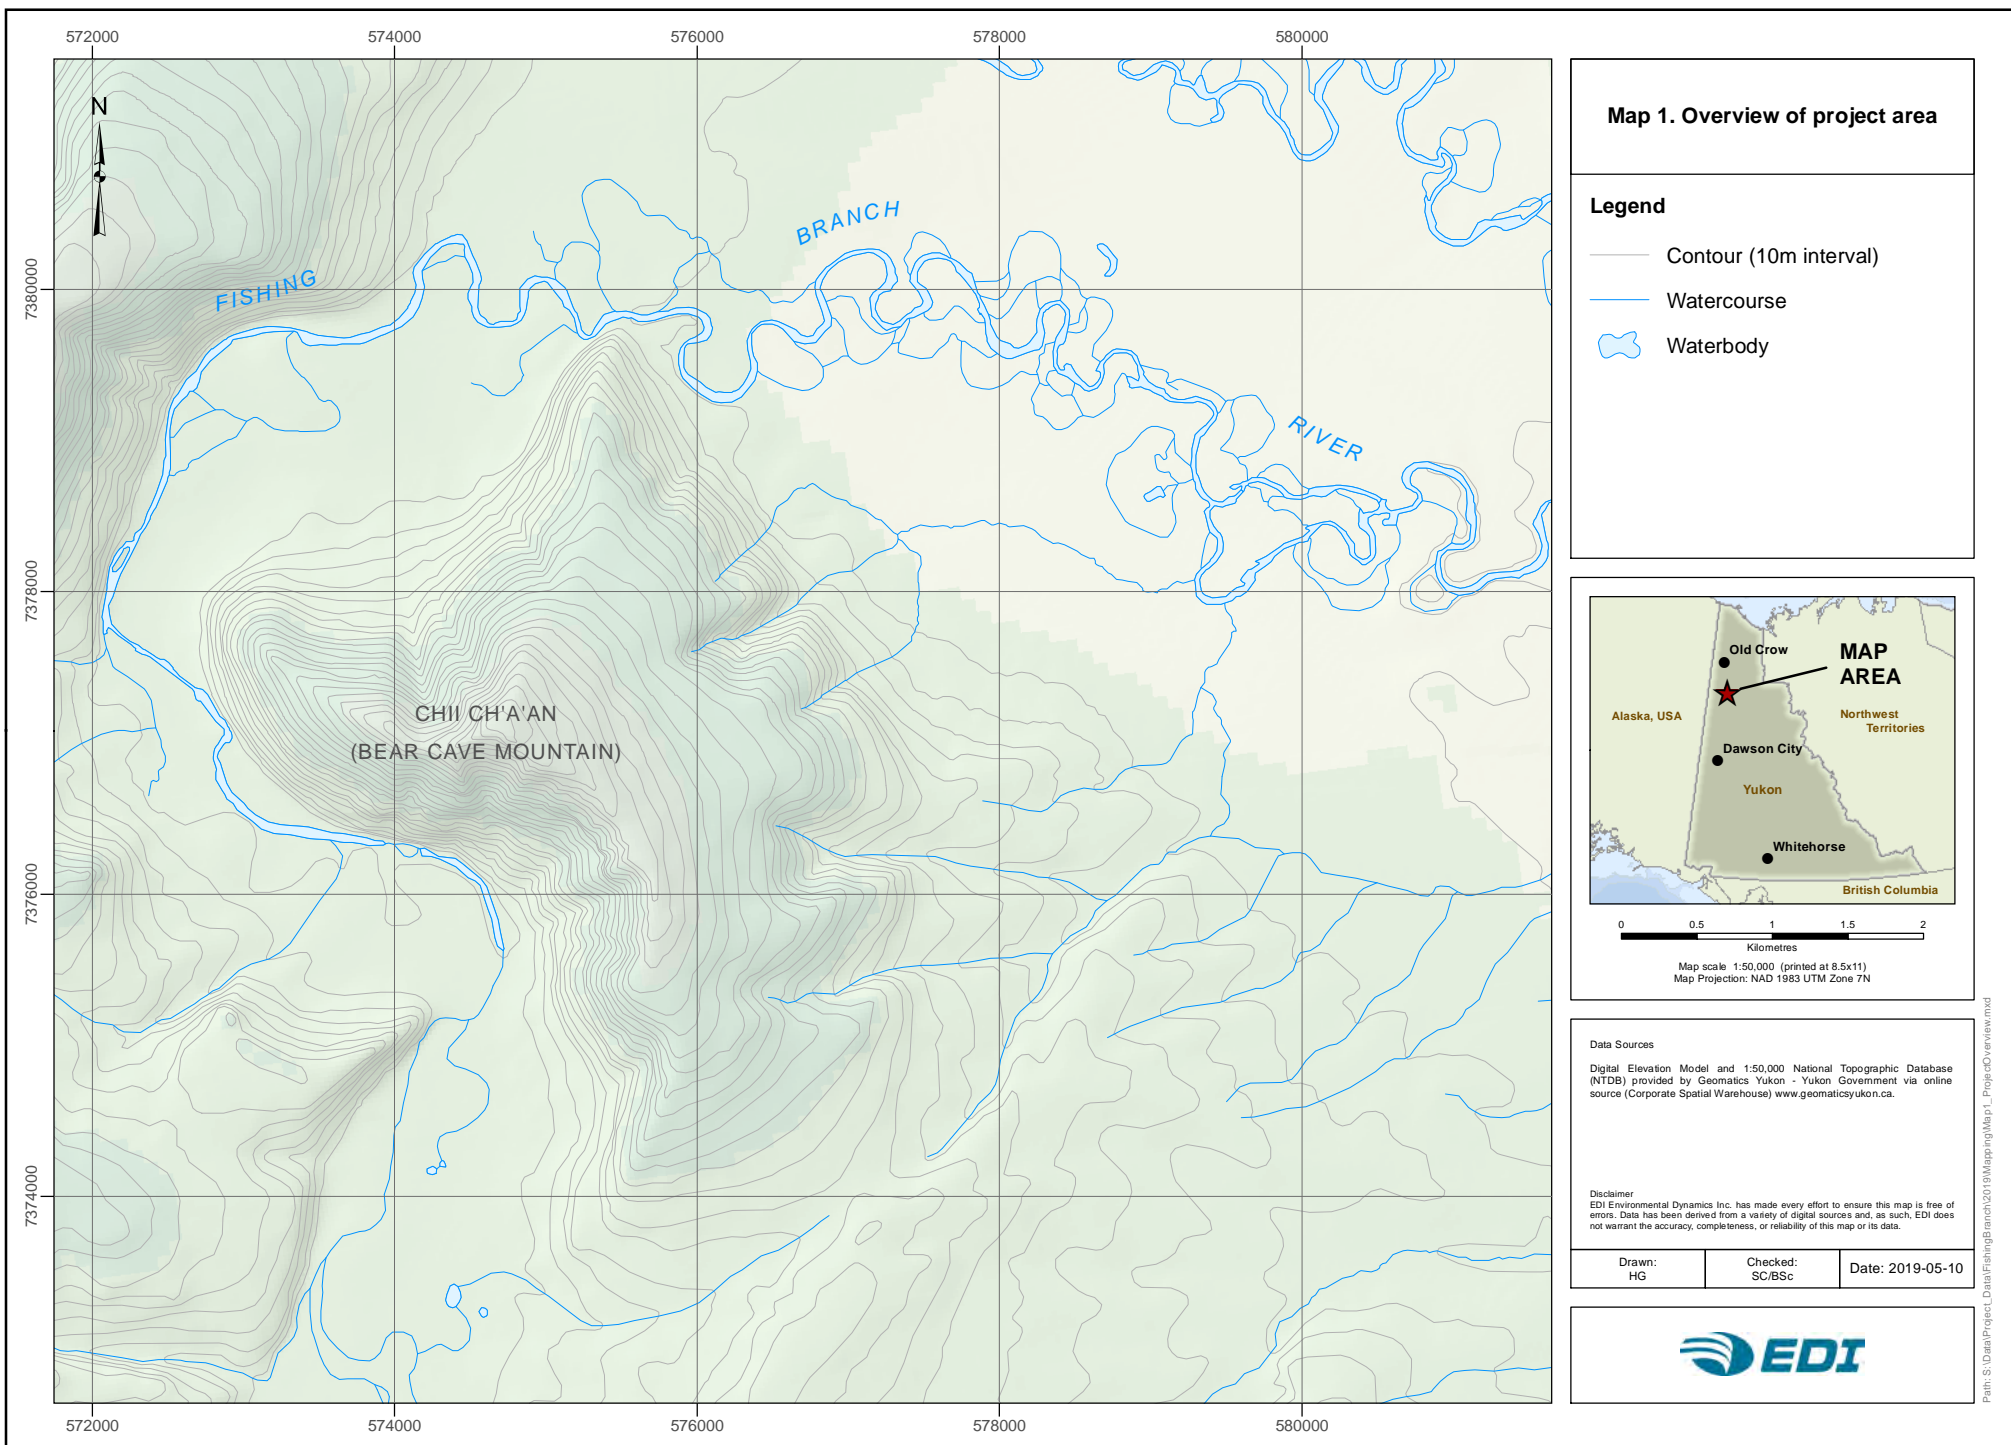 572000
574000
576000
578000
580000
N
7380000
7378000
7376000
7374000
FISHING
BRANCH
RIVER
CHII CH'A'AN
(BEAR CAVE MOUNTAIN)
572000
574000
576000
578000
580000
Map 1. Overview of project area
Legend
Contour (10m interval)
Watercourse
Waterbody
Old Crow
MAP
AREA
Alaska, USA
Northwest
Territories
Dawson City
Yukon
Whitehorse
British Columbia
0 0.5 1 1.5 2
Kilometres
Map scale 1:50,000 (printed at 8.5x11)
Map Projection: NAD 1983 UTM Zone 7N
Data Sources
Digital Elevation Model and 1:50,000 National Topographic Database
(NTDB) provided by Geomatics Yukon - Yukon Government via online
source (Corporate Spatial Warehouse) www.geomaticsyukon.ca.
Disclaimer
EDI Environmental Dynamics Inc. has made every effort to ensure this map is free of
errors. Data has been derived from a variety of digital sources and, as such, EDI does
not warrant the accuracy, completeness, or reliability of this map or its data.
Drawn:
HG
Checked:
SC/BSc
Date: 2019-05-10
EDI
Path: S:\Data\Project_Data\FishingBranch\2019\Mapping\Map1_ProjectOverview.mxd